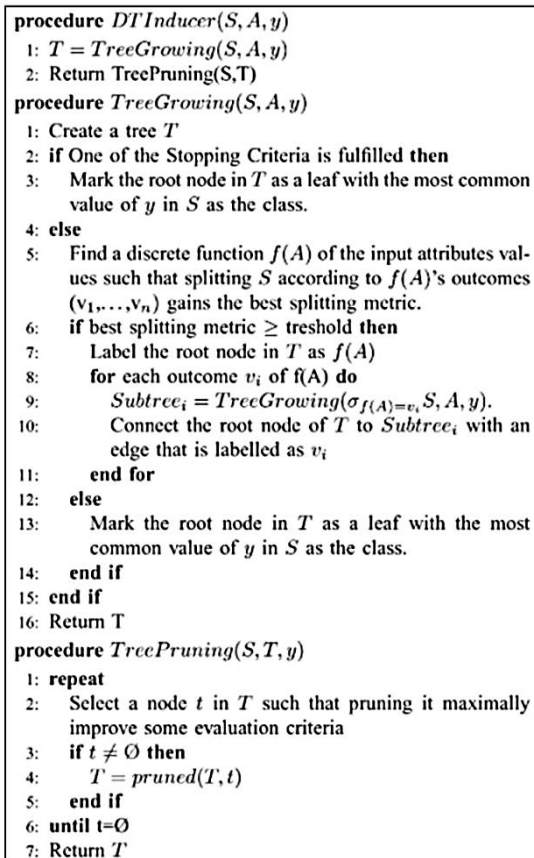 procedure DTInducer(S, A, y)
1: T = TreeGrowing(S, A, y)
2: Return TreePruning(S,T)
procedure TreeGrowing(S, A, y)
1: Create a tree T
2: if One of the Stopping Criteria is fulfilled then
3: Mark the root node in T as a leaf with the most common
value of y in S as the class.
4: else
5: Find a discrete function f(A) of the input attributes val-
ues such that splitting S according to f(A)'s outcomes
(v₁,...,vₙ) gains the best splitting metric.
6: if best splitting metric ≥ treshold then
7: Label the root node in T as f(A)
8: for each outcome vᵢ of f(A) do
9: Subtreeᵢ = TreeGrowing(σ_{f(A)=vᵢ}S, A, y).
10: Connect the root node of T to Subtreeᵢ with an
edge that is labelled as vᵢ
11: end for
12: else
13: Mark the root node in T as a leaf with the most
common value of y in S as the class.
14: end if
15: end if
16: Return T
procedure TreePruning(S, T, y)
1: repeat
2: Select a node t in T such that pruning it maximally
improve some evaluation criteria
3: if t ≠ Ø then
4: T = pruned(T, t)
5: end if
6: until t=Ø
7: Return T